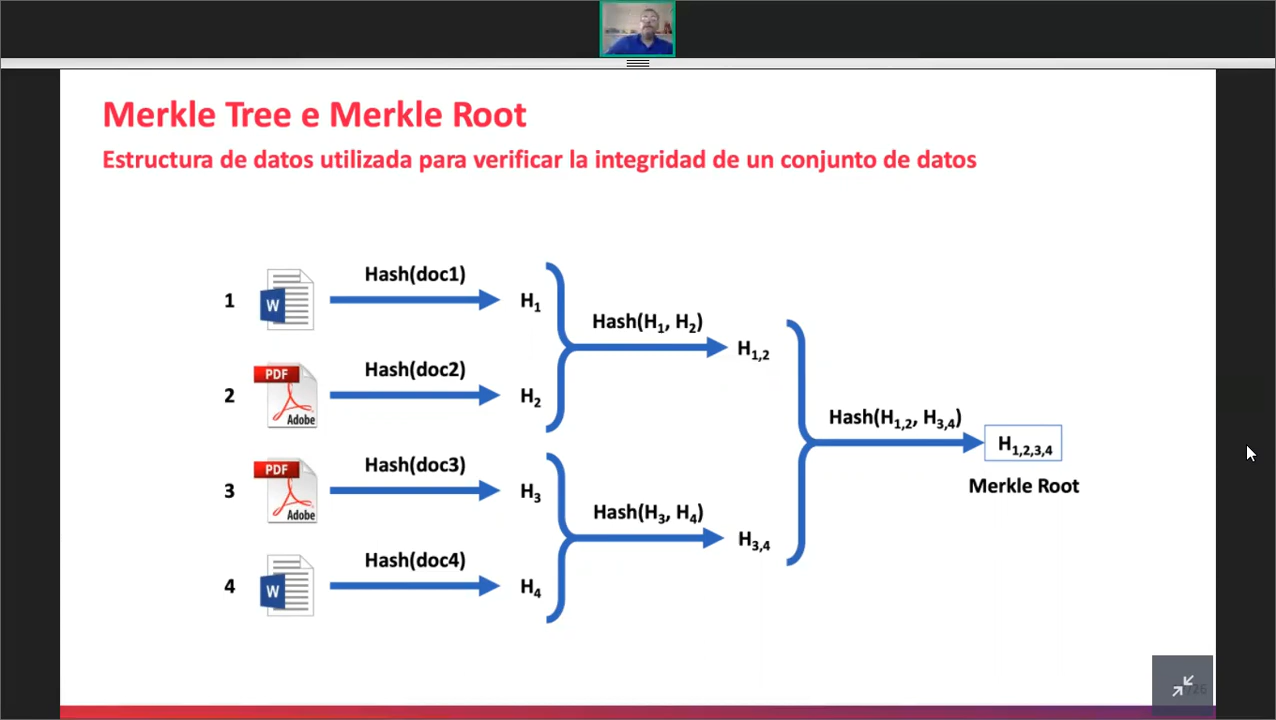 Merkle Tree e Merkle Root
Estructura de datos utilizada para verificar la integridad de un conjunto de datos
1
W
Hash(doc1)
H1
2
PDF
Adobe
Hash(doc2)
H2
Hash(H1, H2)
H1,2
3
PDF
Adobe
Hash(doc3)
H3
4
W
Hash(doc4)
H4
Hash(H3, H4)
H3,4
Hash(H1,2, H3,4)
H1,2,3,4
Merkle Root